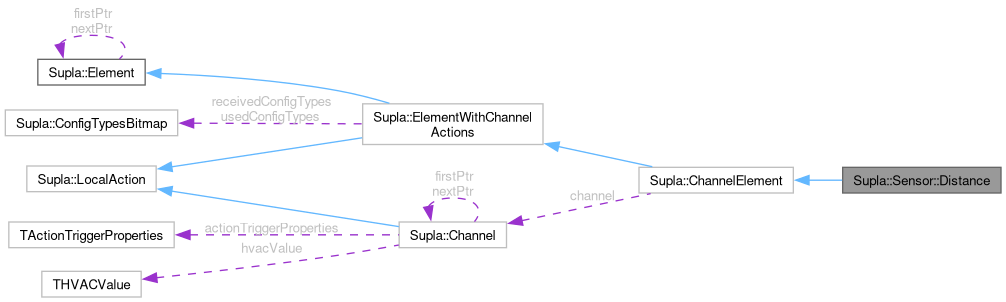 firstPtr
nextPtr
Supla::Element
receivedConfigTypes
usedConfigTypes
Supla::ConfigTypesBitmap
Supla::ElementWithChannel
Actions
Supla::LocalAction
firstPtr
nextPtr
Supla::ChannelElement
Supla::Sensor::Distance
channel
actionTriggerProperties
TActionTriggerProperties
Supla::Channel
hvacValue
THVACValue